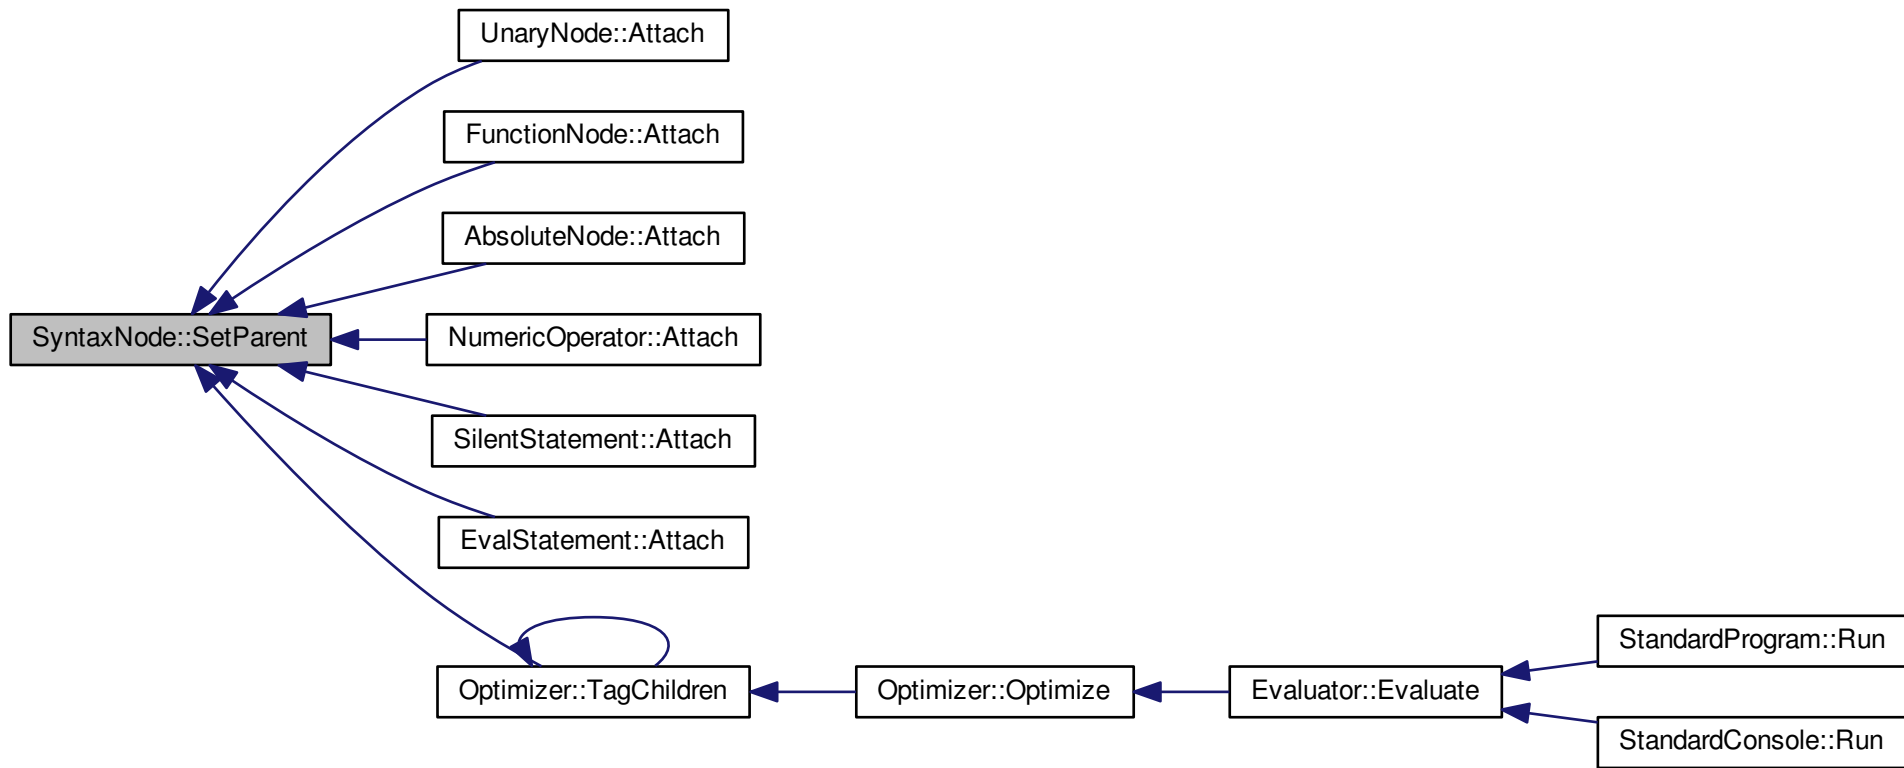 UnaryNode::Attach
FunctionNode::Attach
AbsoluteNode::Attach
SyntaxNode::SetParent
NumericOperator::Attach
SilentStatement::Attach
EvalStatement::Attach
StandardProgram::Run
Optimizer::TagChildren
Optimizer::Optimize
Evaluator::Evaluate
StandardConsole::Run